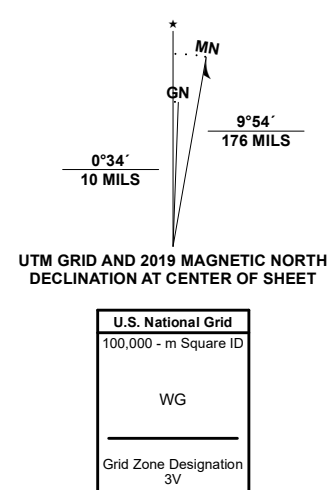 MN
GN
9°54´
176 MILS
0°34´
10 MILS
UTM GRID AND 2019 MAGNETIC NORTH
DECLINATION AT CENTER OF SHEET
U.S. National Grid
100,000 - m Square ID
WG
Grid Zone Designation
3V